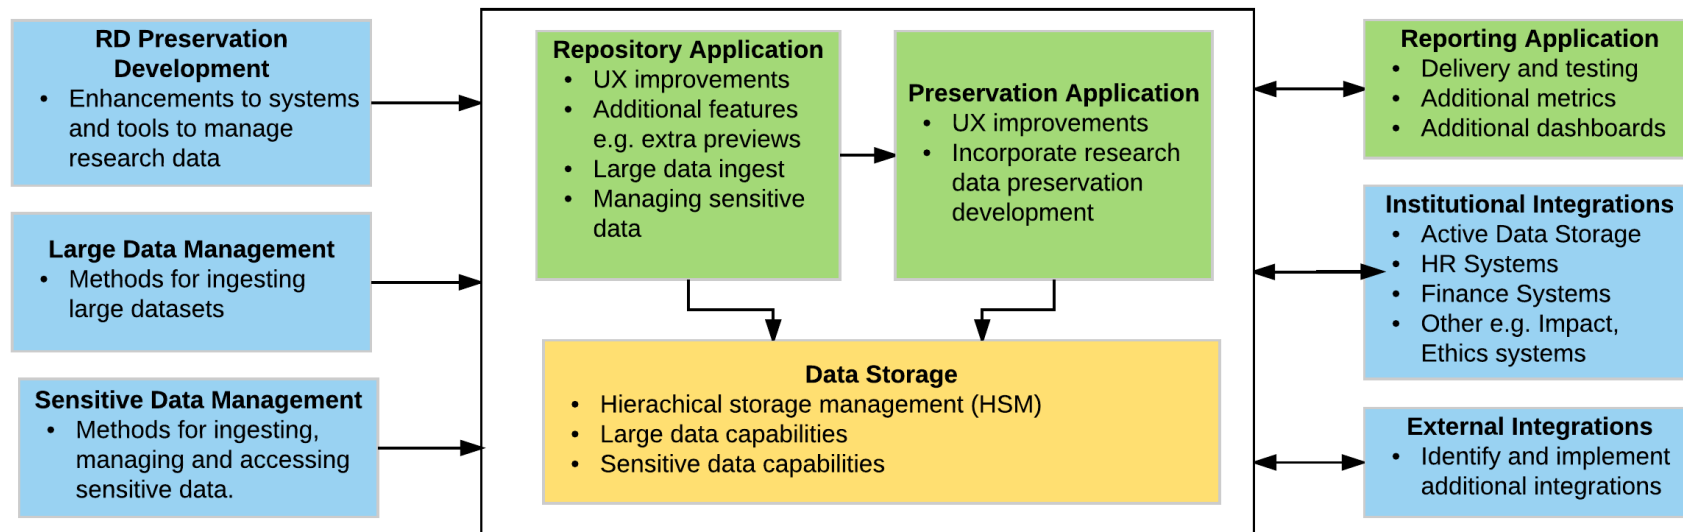 RD Preservation
Development
• Enhancements to systems
and tools to manage
research data
Large Data Management
• Methods for ingesting
large datasets
Sensitive Data Management
• Methods for ingesting,
managing and accessing
sensitive data.
Repository Application
• UX improvements
• Additional features
e.g. extra previews
• Large data ingest
• Managing sensitive
data
Preservation Application
• UX improvements
• Incorporate research
data preservation
development
Data Storage
• Hierachical storage management (HSM)
• Large data capabilities
• Sensitive data capabilities
Reporting Application
• Delivery and testing
• Additional metrics
• Additional dashboards
Institutional Integrations
• Active Data Storage
• HR Systems
• Finance Systems
• Other e.g. Impact,
Ethics systems
External Integrations
• Identify and implement
additional integrations